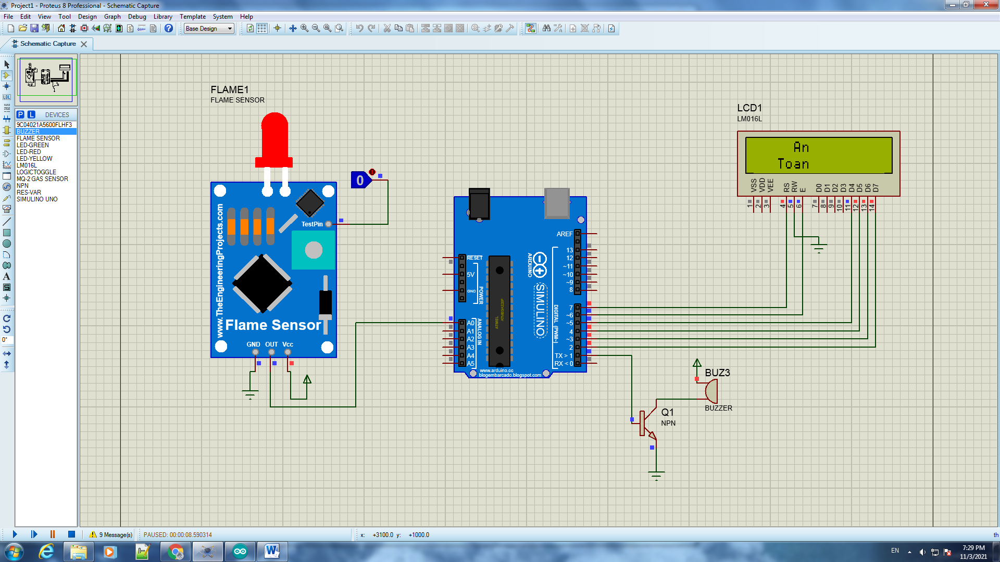 Project1 - Proteus 8 Professional - Schematic Capture
File Edit View Tool Design Graph Debug Library Template System Help
Base Design
Schematic Capture
P L DEVICES
9C04021A5600FLHF3
BUZZER
FLAME SENSOR
LED-GREEN
LED-RED
LED-YELLOW
LM016L
LOGICTOGGLE
MQ-2 GAS SENSOR
NPN
RES-VAR
SIMULINO UNO
LBL
A
S
0°
FLAME1
FLAME SENSOR
0
TestPin
www.TheEngineeringProjects.com
Flame Sensor
GND OUT Vcc
RESET
5V
GND
POWER
A0
A1
A2
A3
A4
A5
ANALOG IN
ATMEL
ATMEGA328P
ARDUINO
SIMULINO
AREF
13
12
~11
~10
~9
8
7
~6
~5
4
~3
2
TX > 1
RX < 0
DIGITAL (PWM~)
www.arduino.cc
blogembarcado.blogspot.com
LCD1
LM016L
An
Toan
VSS VDD VEE RS RW E D0 D1 D2 D3 D4 D5 D6 D7
1 2 3 4 5 6 7 8 9 10 11 12 13 14
BUZ3
BUZZER
Q1
NPN
9 Message(s) PAUSED: 00:00:08.590314 x: +3100.0 y: +1000.0 th
EN
7:29 PM
11/3/2021